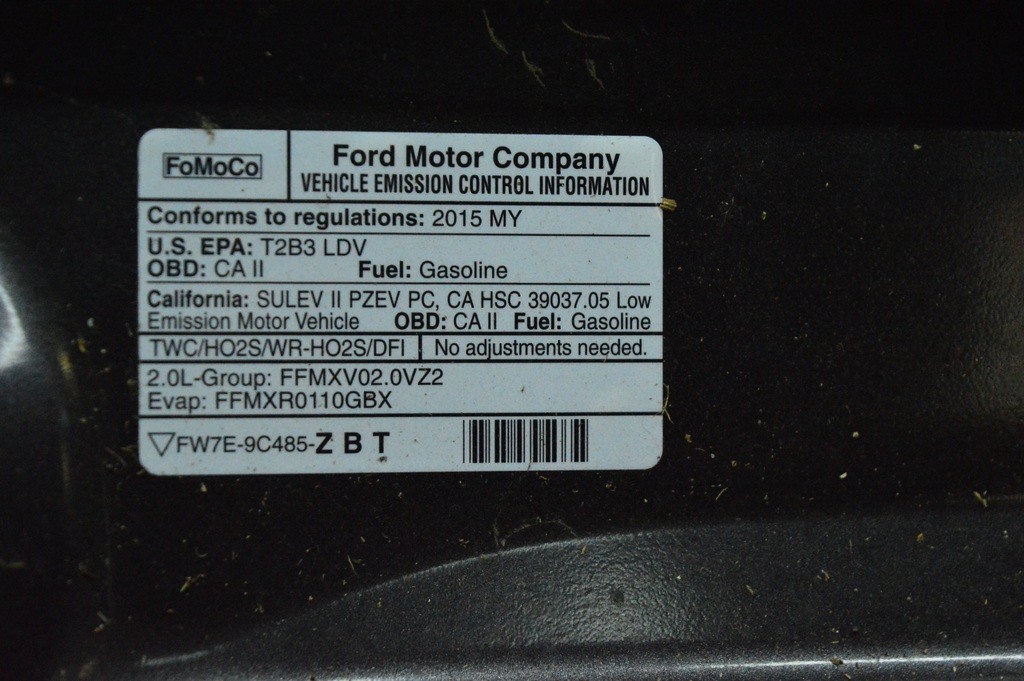 FoMoCo
Ford Motor Company
VEHICLE EMISSION CONTROL INFORMATION
Conforms to regulations: 2015 MY
U.S. EPA: T2B3 LDV
OBD: CA II Fuel: Gasoline
California: SULEV II PZEV PC, CA HSC 39037.05 Low
Emission Motor Vehicle OBD: CA II Fuel: Gasoline
TWC/HO2S/WR-HO2S/DFI No adjustments needed.
2.0L-Group: FFMXV02.0VZ2
Evap: FFMXR0110GBX
FW7E-9C485-Z B T